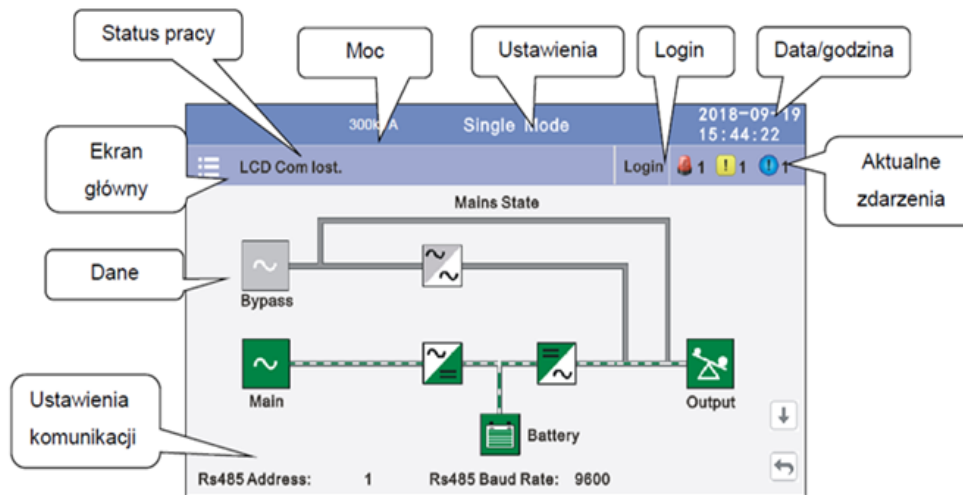 Status pracy
Moc
Ustawienia
Login
Data/godzina
Ekran
główny
Dane
Ustawienia
komunikacji
Aktualne
zdarzenia
Single Mode
2018-09-19
15:44:22
LCD Com lost.
Login 1 ! 1 ! 1
Mains State
Bypass
Main
Output
Battery
Rs485 Address: 1 Rs485 Baud Rate: 9600